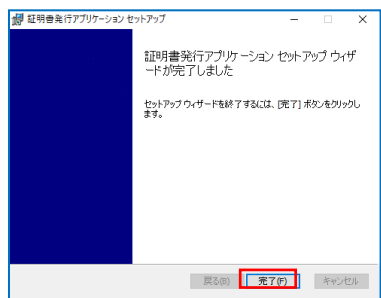 証明書発行アプリケーション セットアップ
証明書発行アプリケーション セットアップ ウィザ
ードが完了しました
セットアップ ウィザードを終了するには、[完了] ボタンをクリックし
ます。
戻る(B) 完了(F) キャンセル